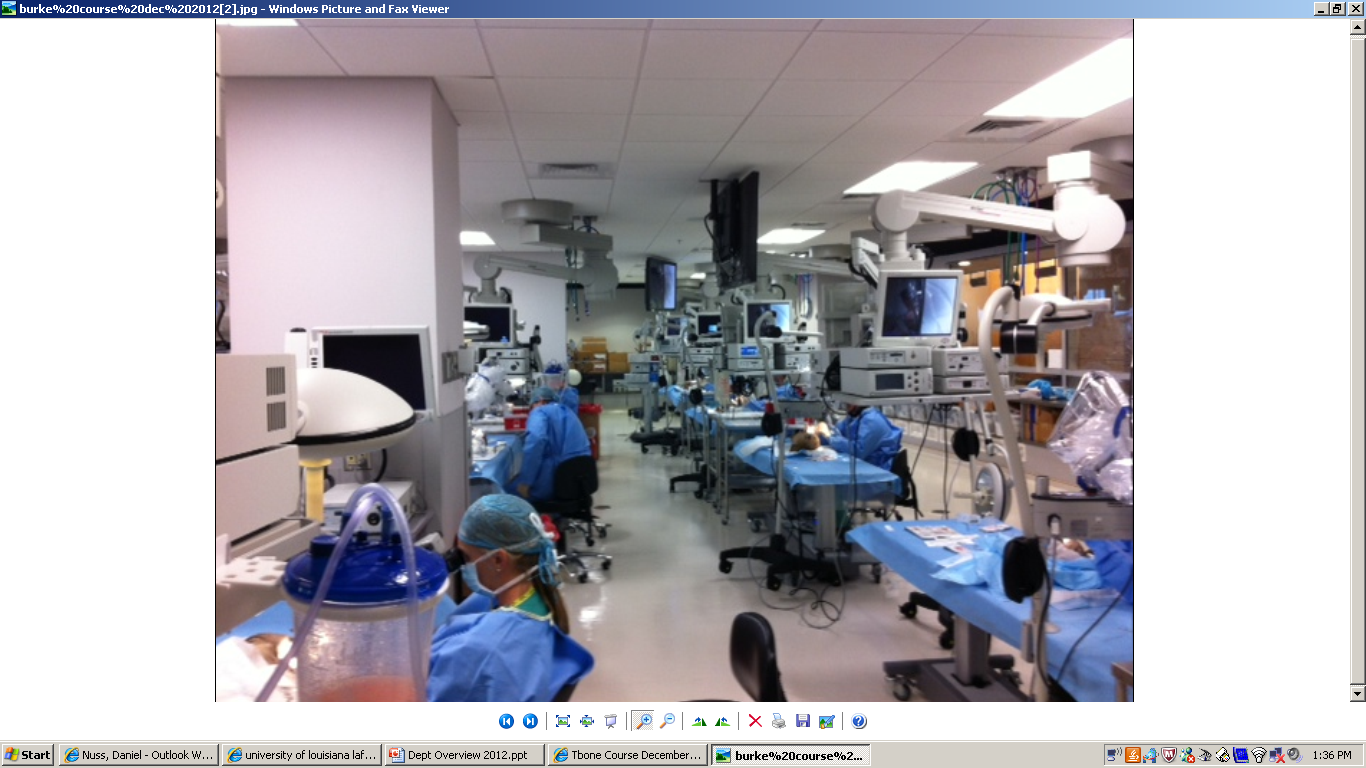 burke%20course%20dec%202012[2].jpg - Windows Picture and Fax Viewer
Start
Nuss, Daniel - Outlook W...
university of louisiana laf...
Dept Overview 2012.ppt
Tbone Course December...
burke%20course%2...
1:36 PM